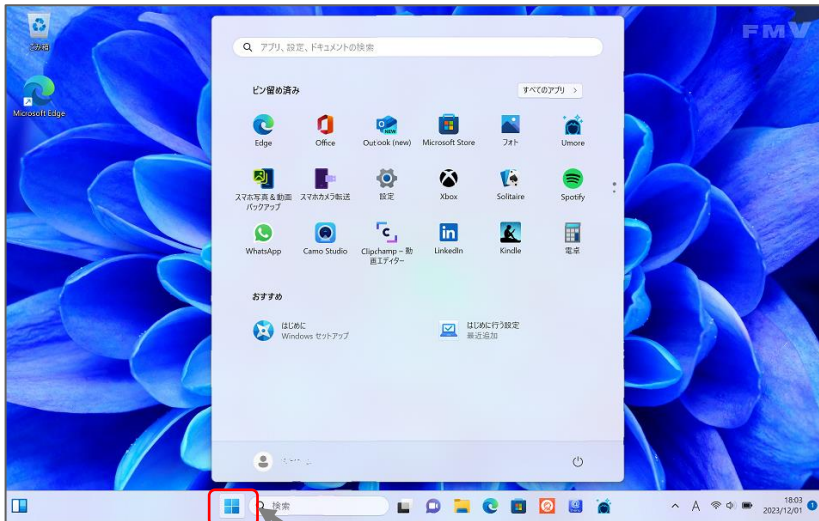 FMV
ごみ箱
Microsoft Edge
アプリ、設定、ドキュメントの検索
ピン留め済み
すべてのアプリ >
Edge
Office
Outlook (new)
Microsoft Store
フォト
Umore
スマホ写真 & 動画
バックアップ
スマホカメラ転送
設定
Xbox
Solitaire
Spotify
WhatsApp
Camo Studio
Clipchamp – 動
画エディター
LinkedIn
Kindle
電卓
おすすめ
はじめに
Windows セットアップ
はじめに行う設定
最近追加
検索
A
18:03
2023/12/01